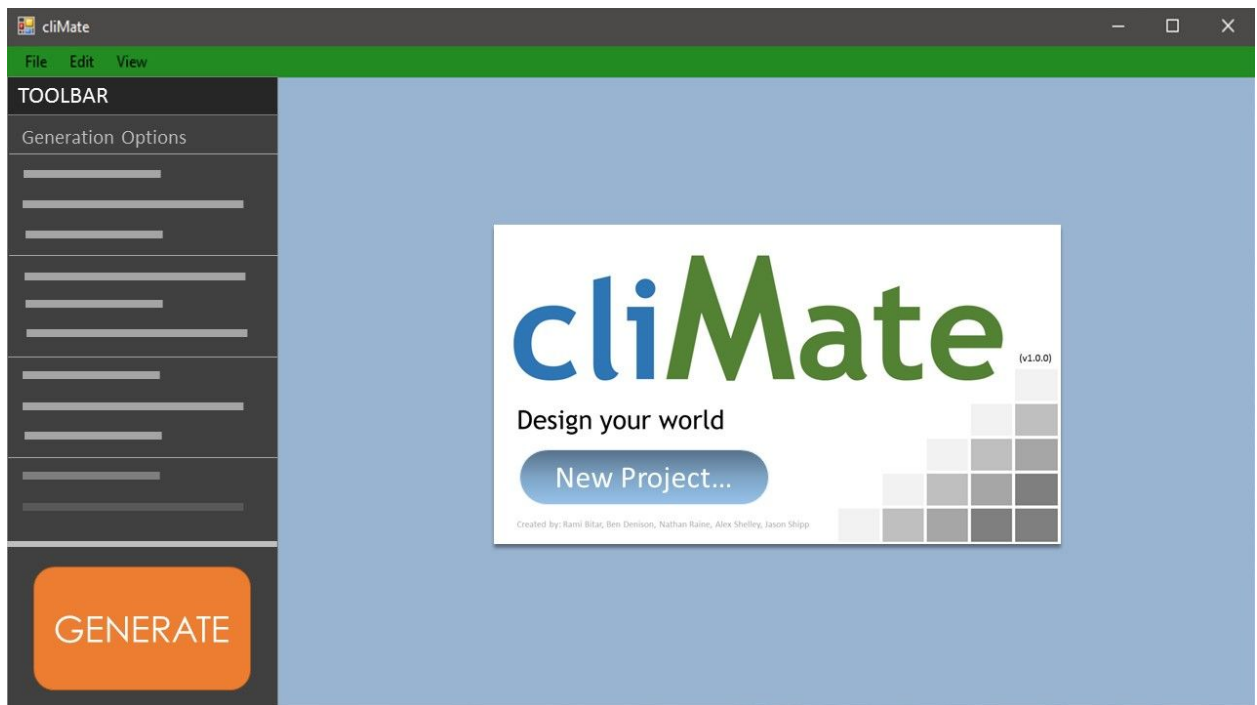 cliMate
File Edit View
TOOLBAR
Generation Options
cliMate
(v1.0.0)
Design your world
New Project...
Created by: Rami Bitar, Ben Denison, Nathan Raine, Alex Shelley, Jason Shipp
GENERATE